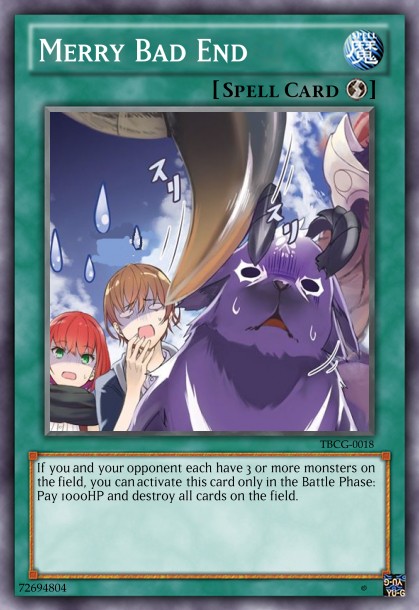 Merry Bad End
魔
[Spell Card]
スリ
スリ
TBCG-0018
If you and your opponent each have 3 or more monsters on
the field, you can activate this card only in the Battle Phase:
Pay 1000HP and destroy all cards on the field.
72694804
YU-G